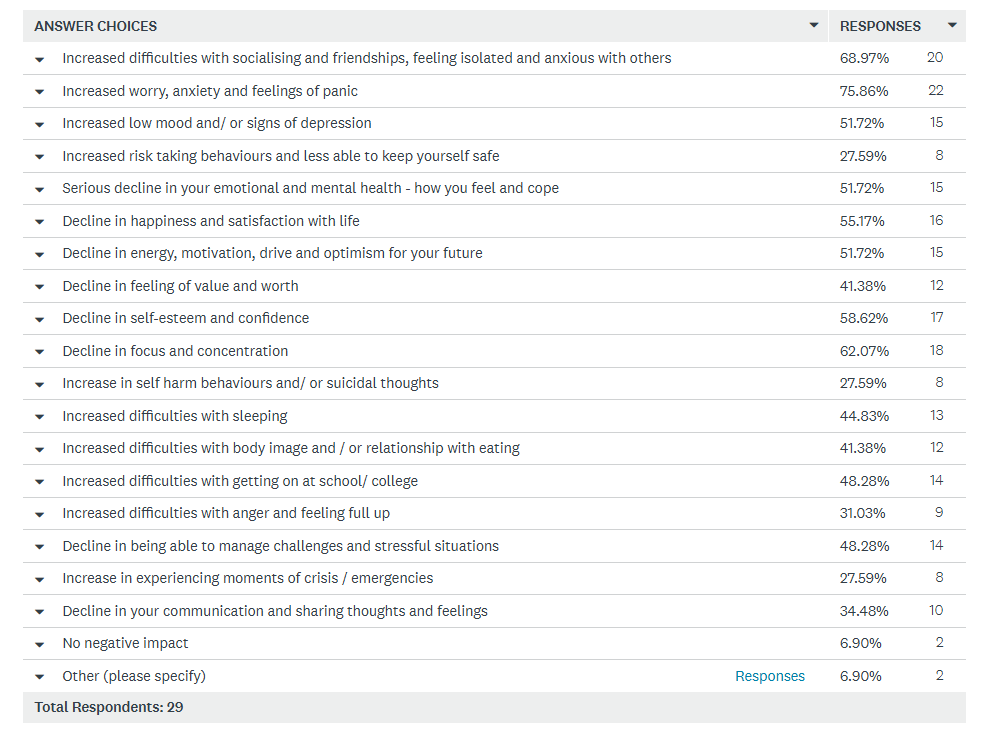 ANSWER CHOICES RESPONSES
Increased difficulties with socialising and friendships, feeling isolated and anxious with others 68.97% 20
Increased worry, anxiety and feelings of panic 75.86% 22
Increased low mood and/ or signs of depression 51.72% 15
Increased risk taking behaviours and less able to keep yourself safe 27.59% 8
Serious decline in your emotional and mental health - how you feel and cope 51.72% 15
Decline in happiness and satisfaction with life 55.17% 16
Decline in energy, motivation, drive and optimism for your future 51.72% 15
Decline in feeling of value and worth 41.38% 12
Decline in self-esteem and confidence 58.62% 17
Decline in focus and concentration 62.07% 18
Increase in self harm behaviours and/ or suicidal thoughts 27.59% 8
Increased difficulties with sleeping 44.83% 13
Increased difficulties with body image and / or relationship with eating 41.38% 12
Increased difficulties with getting on at school/ college 48.28% 14
Increased difficulties with anger and feeling full up 31.03% 9
Decline in being able to manage challenges and stressful situations 48.28% 14
Increase in experiencing moments of crisis / emergencies 27.59% 8
Decline in your communication and sharing thoughts and feelings 34.48% 10
No negative impact 6.90% 2
Other (please specify) Responses 6.90% 2
Total Respondents: 29